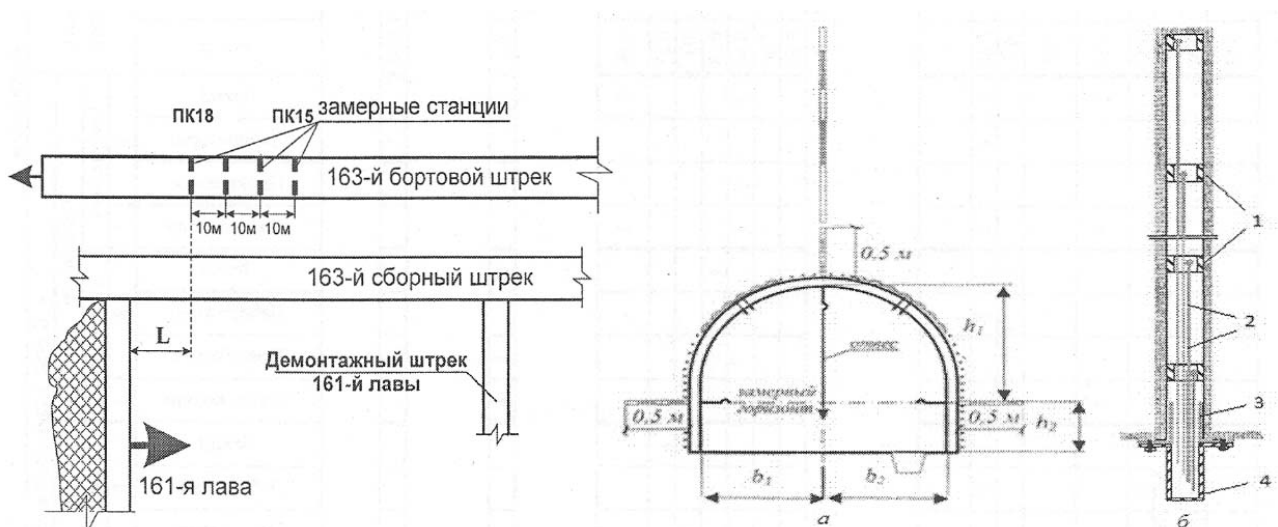 ПК18
ПК15 замерные станции
163-й бортовой штрек
10м 10м 10м
163-й сборный штрек
L
Демонтажный штрек
161-й лавы
161-я лава
0,5 м
h1
отвес
замерный
горизонт
0,5 м
0,5 м
h2
b1
b2
а
1
2
3
4
б